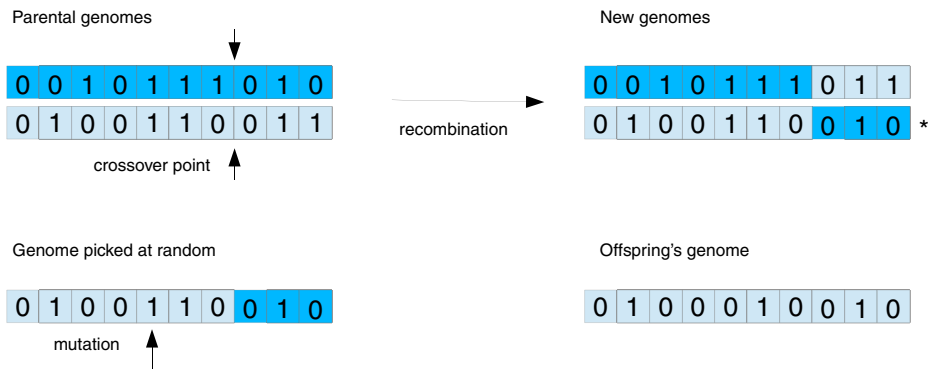 Parental genomes
0 0 1 0 1 1 1 0 1 0
0 1 0 0 1 1 0 0 1 1
crossover point
recombination
New genomes
0 0 1 0 1 1 1 0 1 1
0 1 0 0 1 1 0 0 1 0 *
Genome picked at random
0 1 0 0 1 1 0 0 1 0
mutation
Offspring's genome
0 1 0 0 0 1 0 0 1 0